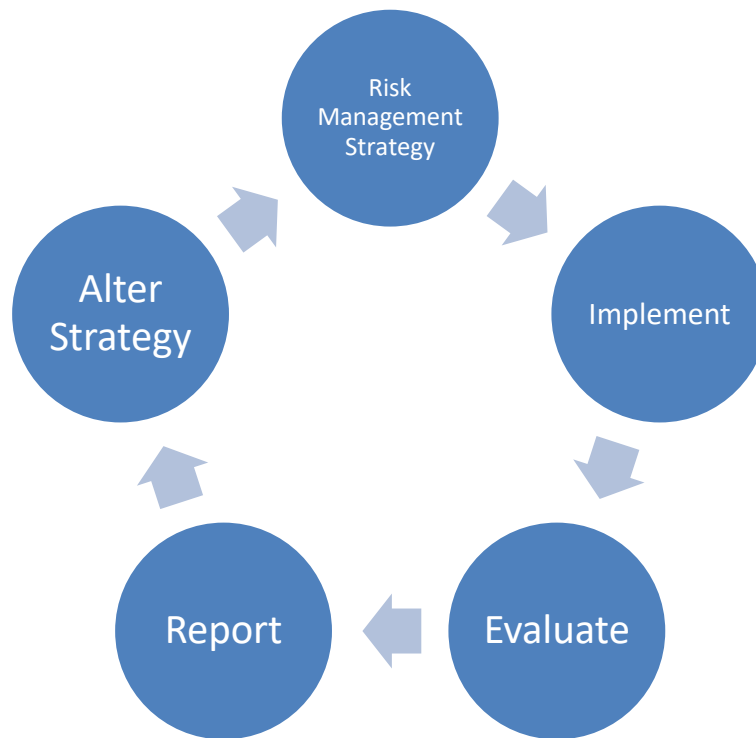 Risk
Management
Strategy
Implement
Evaluate
Report
Alter
Strategy